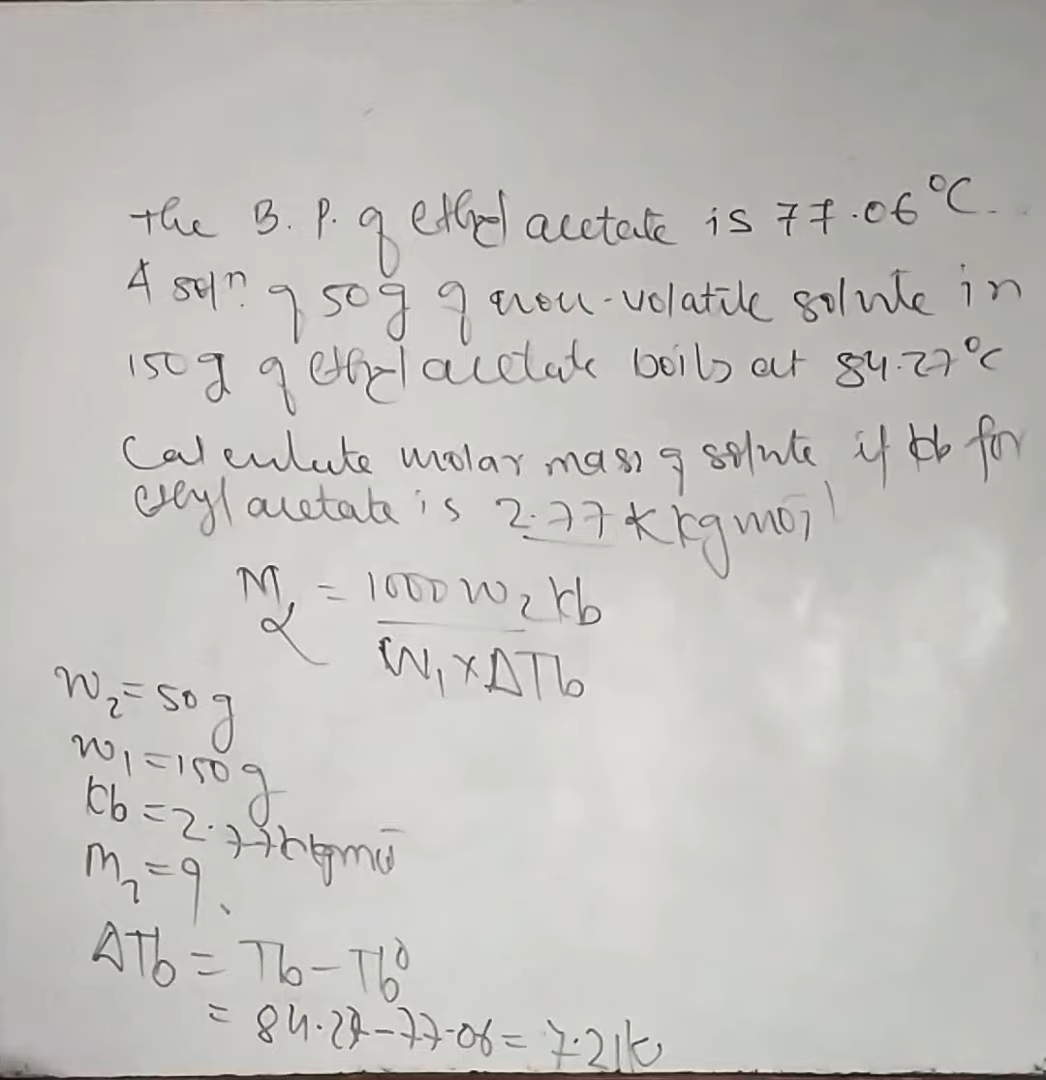 The B.P. of ethyl acetate is 77.06°C.
A solⁿ. of 50g of non-volatile solute in
150g of ethyl acetate boils at 84.27°C
Calculate molar mass of solute if kb for
ethyl acetate is 2.77 K kg mol⁻¹
M₂ = 1000 W₂ kb
W₁ x ΔTb
W₂ = 50g
W₁ = 150g
kb = 2.77 K kg mol⁻
M₂ = ?
ΔTb = Tb - Tb⁰
= 84.27 - 77.06 = 7.21K